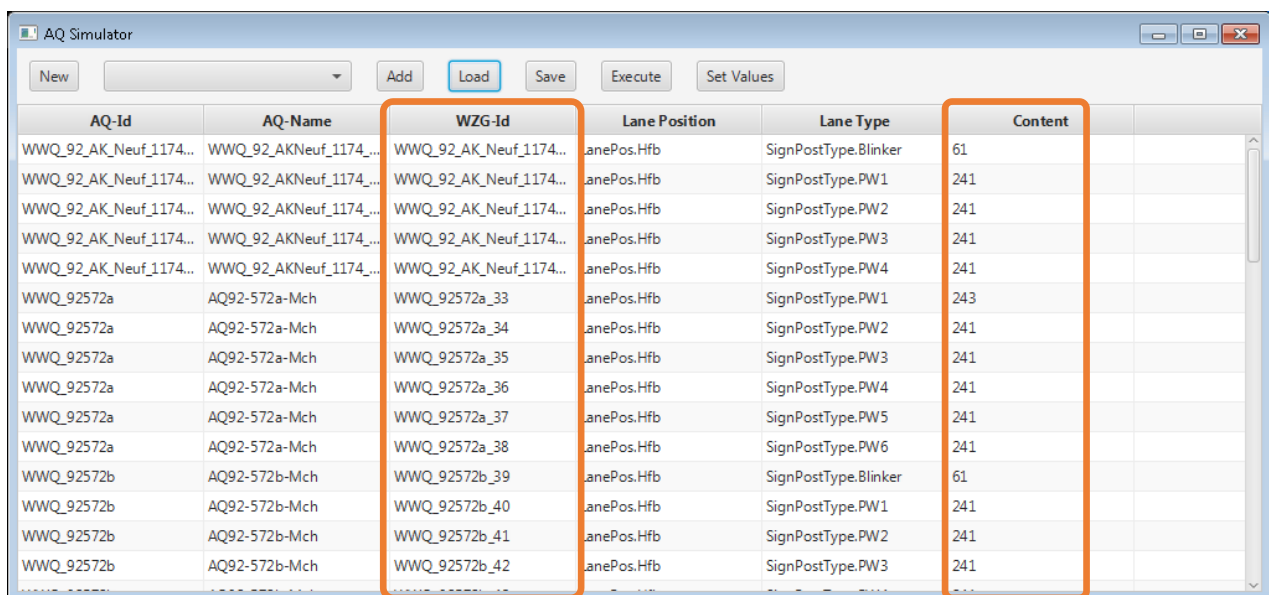 AQ Simulator
New Add Load Save Execute Set Values
AQ-Id AQ-Name WZG-Id Lane Position Lane Type Content
WWQ_92_AK_Neuf_1174... WWQ_92_AKNeuf_1174_... WWQ_92_AK_Neuf_1174... LanePos.Hfb SignPostType.Blinker 61
WWQ_92_AK_Neuf_1174... WWQ_92_AKNeuf_1174_... WWQ_92_AK_Neuf_1174... LanePos.Hfb SignPostType.PW1 241
WWQ_92_AK_Neuf_1174... WWQ_92_AKNeuf_1174_... WWQ_92_AK_Neuf_1174... LanePos.Hfb SignPostType.PW2 241
WWQ_92_AK_Neuf_1174... WWQ_92_AKNeuf_1174_... WWQ_92_AK_Neuf_1174... LanePos.Hfb SignPostType.PW3 241
WWQ_92_AK_Neuf_1174... WWQ_92_AKNeuf_1174_... WWQ_92_AK_Neuf_1174... LanePos.Hfb SignPostType.PW4 241
WWQ_92572a AQ92-572a-Mch WWQ_92572a_33 LanePos.Hfb SignPostType.PW1 243
WWQ_92572a AQ92-572a-Mch WWQ_92572a_34 LanePos.Hfb SignPostType.PW2 241
WWQ_92572a AQ92-572a-Mch WWQ_92572a_35 LanePos.Hfb SignPostType.PW3 241
WWQ_92572a AQ92-572a-Mch WWQ_92572a_36 LanePos.Hfb SignPostType.PW4 241
WWQ_92572a AQ92-572a-Mch WWQ_92572a_37 LanePos.Hfb SignPostType.PW5 241
WWQ_92572a AQ92-572a-Mch WWQ_92572a_38 LanePos.Hfb SignPostType.PW6 241
WWQ_92572b AQ92-572b-Mch WWQ_92572b_39 LanePos.Hfb SignPostType.Blinker 61
WWQ_92572b AQ92-572b-Mch WWQ_92572b_40 LanePos.Hfb SignPostType.PW1 241
WWQ_92572b AQ92-572b-Mch WWQ_92572b_41 LanePos.Hfb SignPostType.PW2 241
WWQ_92572b AQ92-572b-Mch WWQ_92572b_42 LanePos.Hfb SignPostType.PW3 241